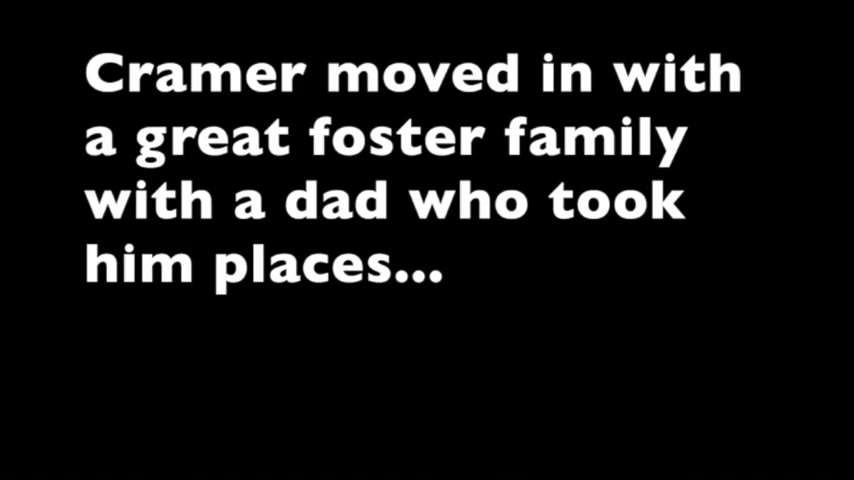 Cramer moved in with
a great foster family
with a dad who took
him places...